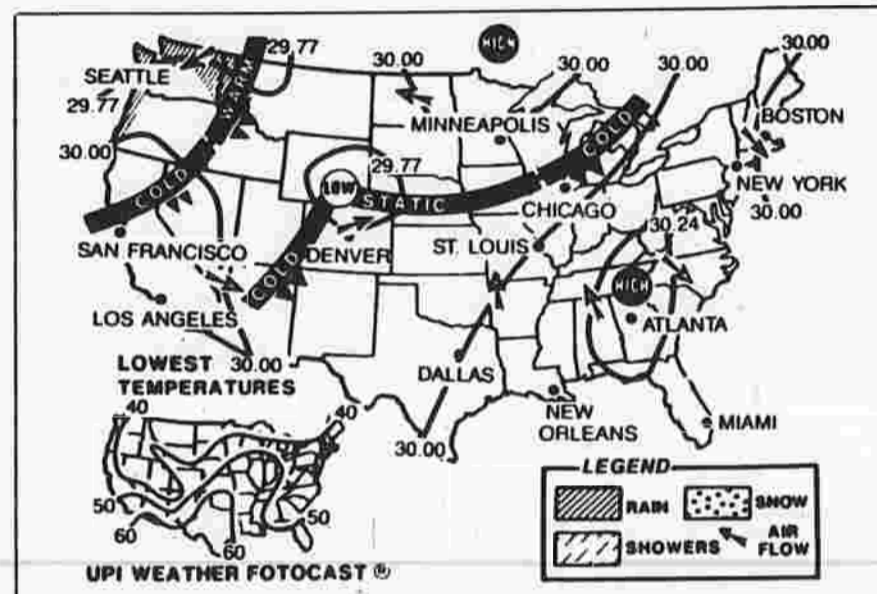 HIGH
29.77
30.00
30.00
30.00
30.00
SEATTLE
WARM
29.77
MINNEAPOLIS
COLD
BOSTON
30.00
29.77
NEW YORK
COLD
LOW
STATIC
CHICAGO
30.00
SAN FRANCISCO
DENVER
ST. LOUIS
30.24
COLD
HIGH
LOS ANGELES
ATLANTA
30.00
DALLAS
NEW
ORLEANS
MIAMI
30.00
LOWEST
TEMPERATURES
40
40
50
50
60
60
UPI WEATHER FOTOCAST ®
LEGEND
RAIN
SNOW
SHOWERS
AIR
FLOW